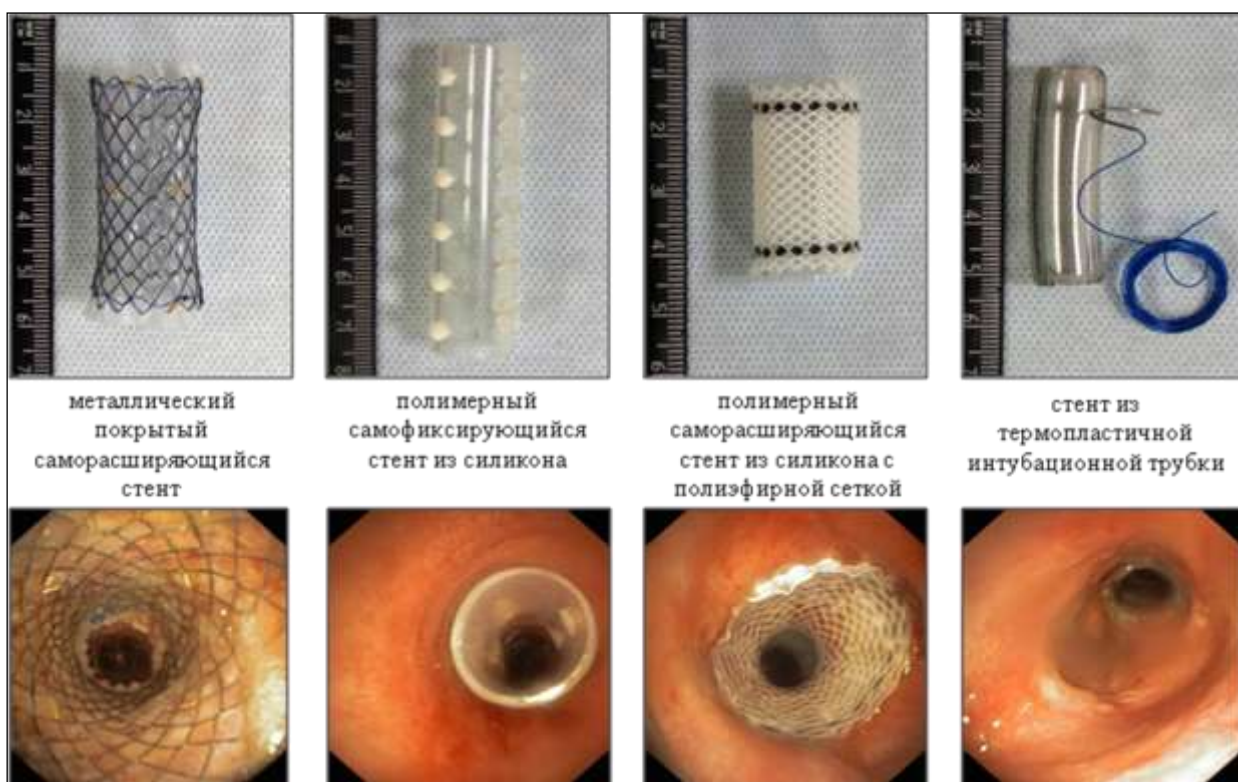 металлический
покрытый
саморасширяющийся
стент
полимерный
самофиксирующийся
стент из силикона
полимерный
саморасширяющийся
стент из силикона с
полиэфирной сеткой
стент из
термопластичной
интубационной трубки